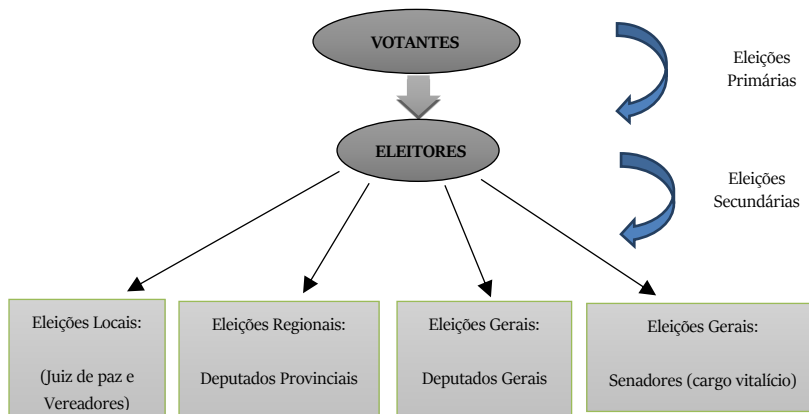 VOTANTES
Eleições
Primárias
ELEITORES
Eleições
Secundárias
Eleições Locais:
(Juiz de paz e
Vereadores)
Eleições Regionais:
Deputados Provinciais
Eleições Gerais:
Deputados Gerais
Eleições Gerais:
Senadores (cargo vitalício)